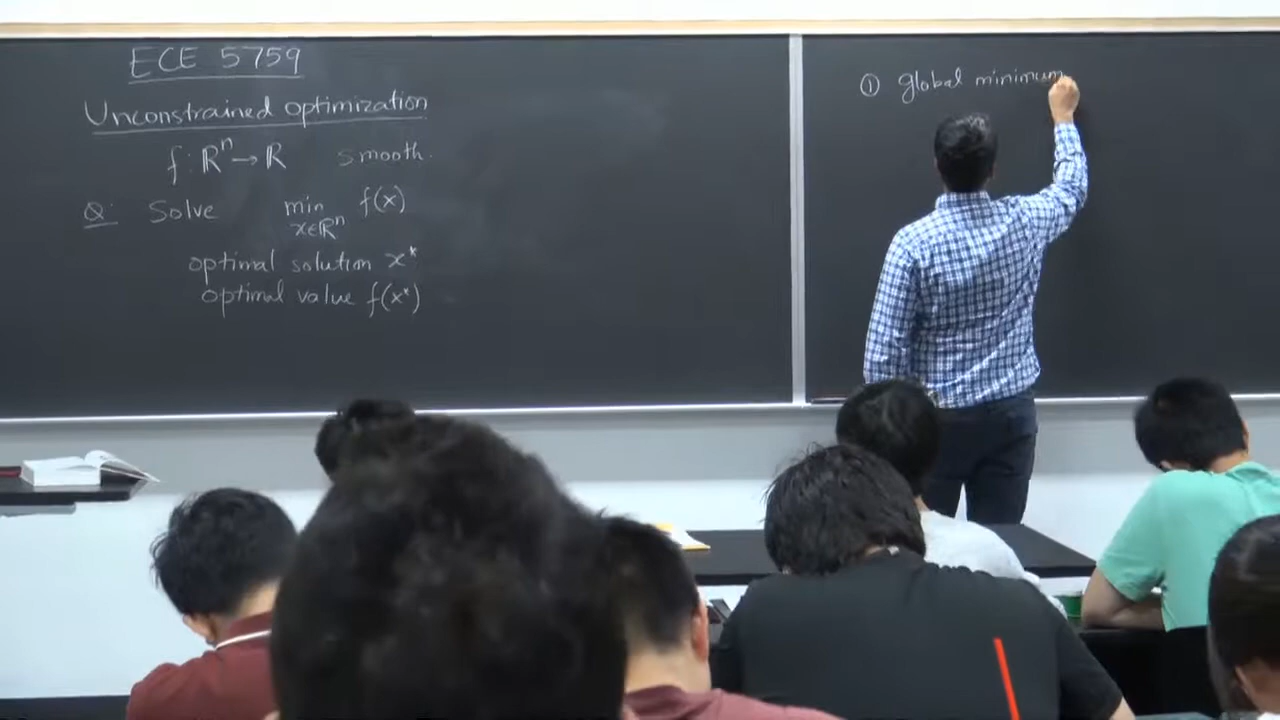 ECE 5759
Unconstrained optimization
f: ℝⁿ → ℝ smooth.
Q: Solve min f(x)
x∈ℝⁿ
optimal solution x*
optimal value f(x*)
① global minimum